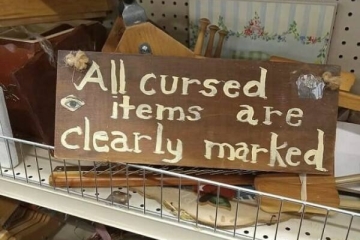 All cursed
items are
clearly marked